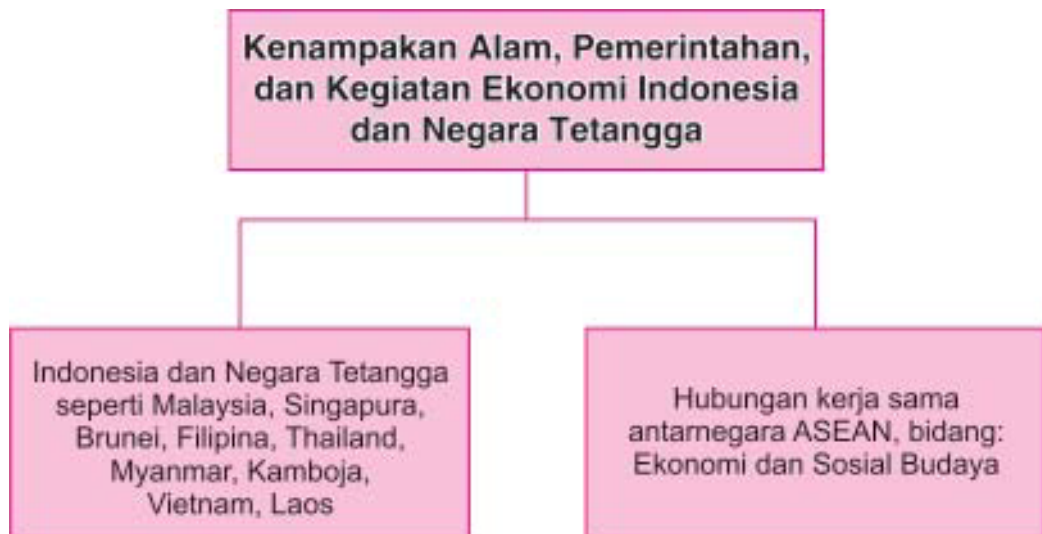 Kenampakan Alam, Pemerintahan,
dan Kegiatan Ekonomi Indonesia
dan Negara Tetangga
Indonesia dan Negara Tetangga
seperti Malaysia, Singapura,
Brunei, Filipina, Thailand,
Myanmar, Kamboja,
Vietnam, Laos
Hubungan kerja sama
antarnegara ASEAN, bidang:
Ekonomi dan Sosial Budaya